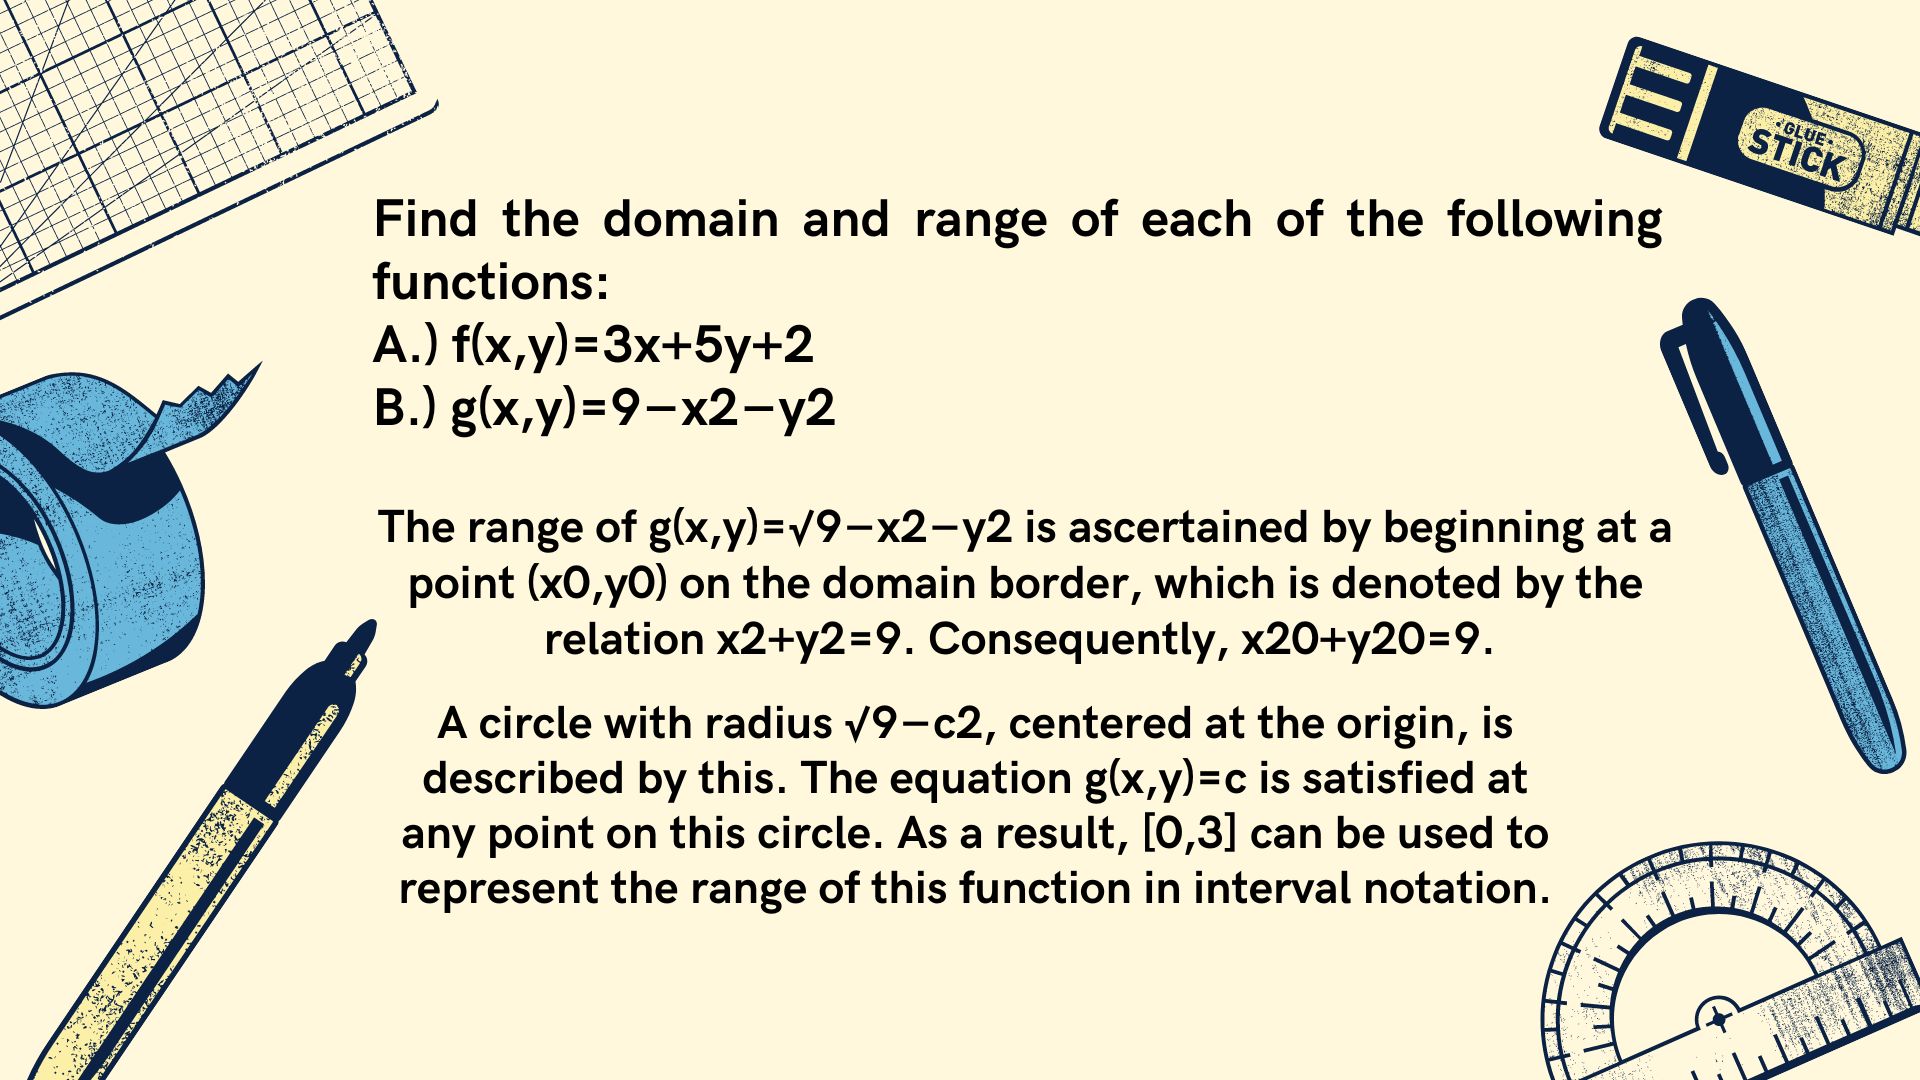 ·GLUE·
STICK
Find the domain and range of each of the following
functions:
A.) f(x,y)=3x+5y+2
B.) g(x,y)=9−x2−y2
The range of g(x,y)=√9−x2−y2 is ascertained by beginning at a
point (x0,y0) on the domain border, which is denoted by the
relation x2+y2=9. Consequently, x20+y20=9.
A circle with radius √9−c2, centered at the origin, is
described by this. The equation g(x,y)=c is satisfied at
any point on this circle. As a result, [0,3] can be used to
represent the range of this function in interval notation.